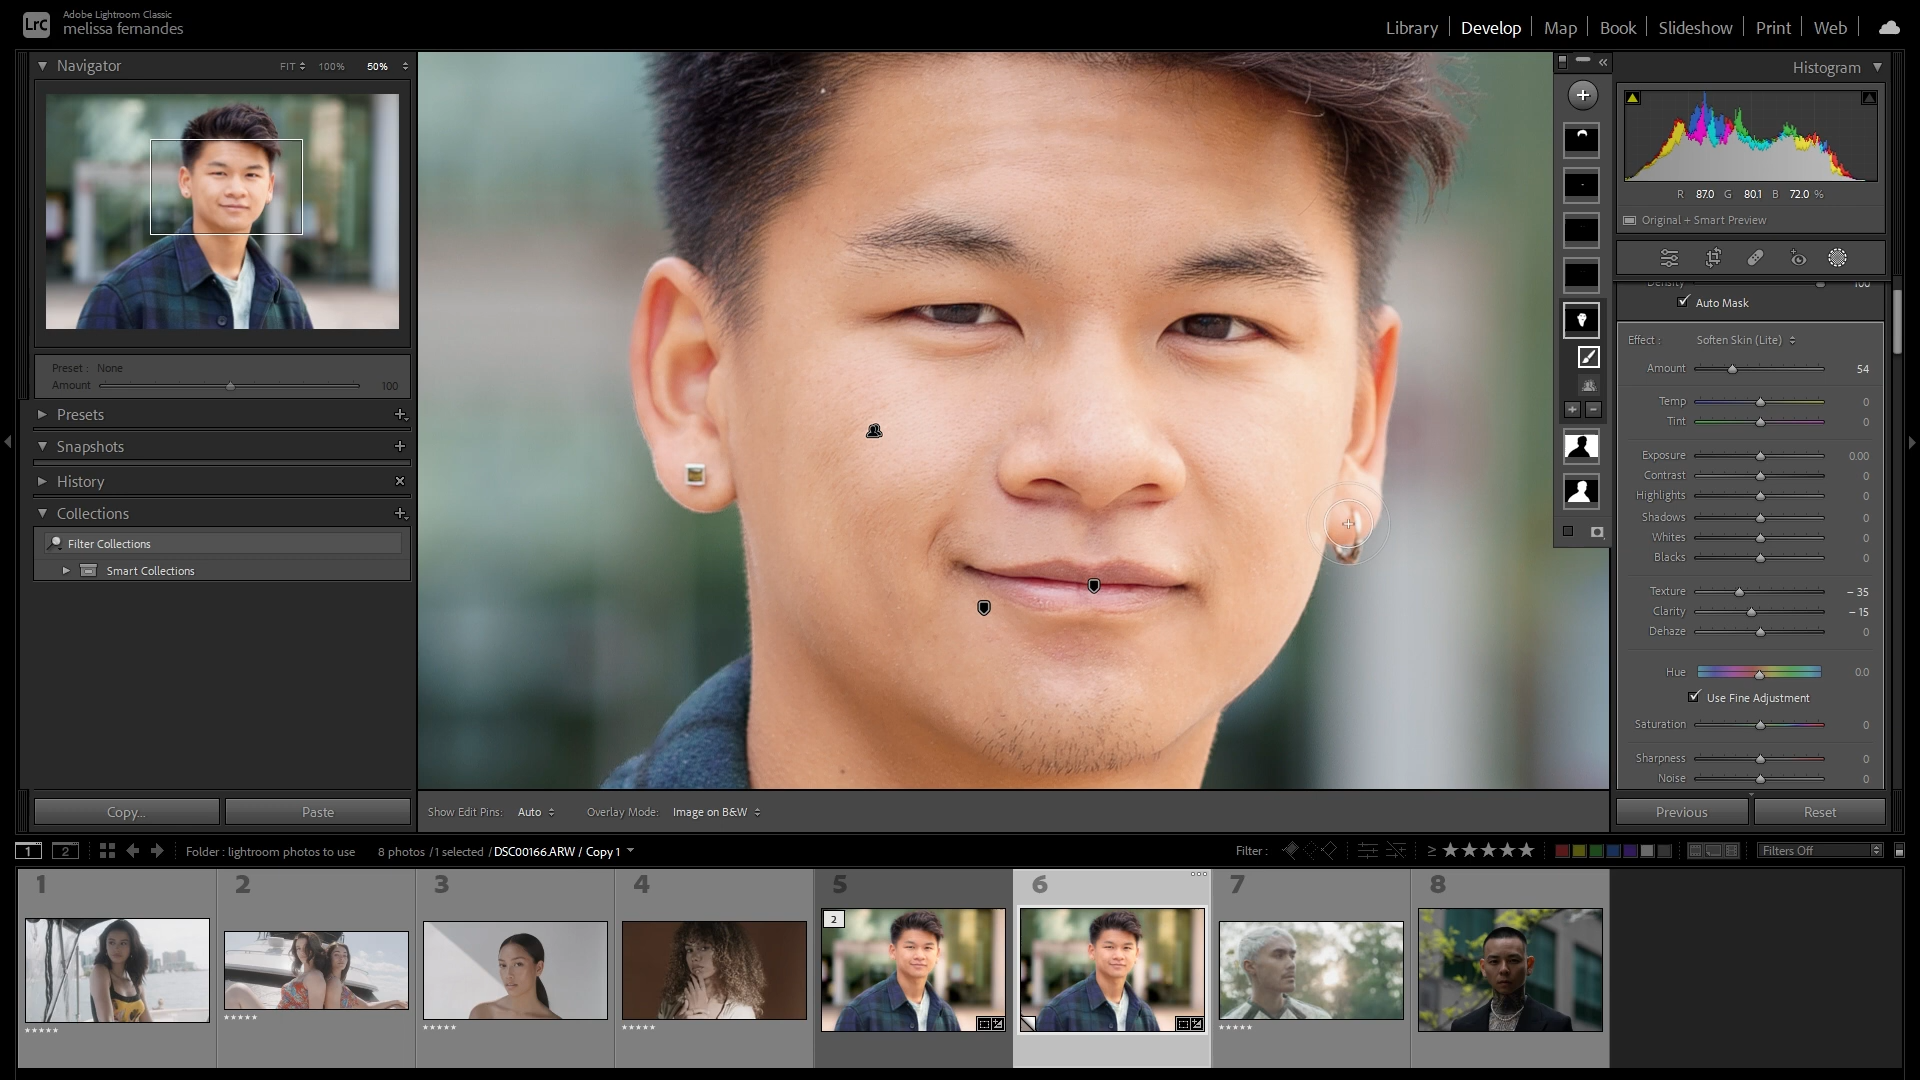 LrC
Adobe Lightroom Classic
melissa fernandes
Library
Develop
Map
Book
Slideshow
Print
Web
Navigator
FIT
100%
50%
Preset : None
Amount
100
Presets
Snapshots
History
Collections
Filter Collections
Smart Collections
Copy...
Paste
Show Edit Pins: Auto
Overlay Mode: Image on B&W
Histogram
R 87.0 G 80.1 B 72.0 %
Original + Smart Preview
Density 100
Auto Mask
Effect : Soften Skin (Lite)
Amount 54
Temp 0
Tint 0
Exposure 0.00
Contrast 0
Highlights 0
Shadows 0
Whites 0
Blacks 0
Texture – 35
Clarity – 15
Dehaze 0
Hue 0.0
Use Fine Adjustment
Saturation 0
Sharpness 0
Noise 0
Previous
Reset
1
2
Folder : lightroom photos to use
8 photos / 1 selected / DSC00166.ARW / Copy 1
Filter :
≥ ★★★★★
Filters Off
1
2
3
4
5
6
7
8
2
★★★★★
★★★★★
★★★★★
★★★★★
★★★★★